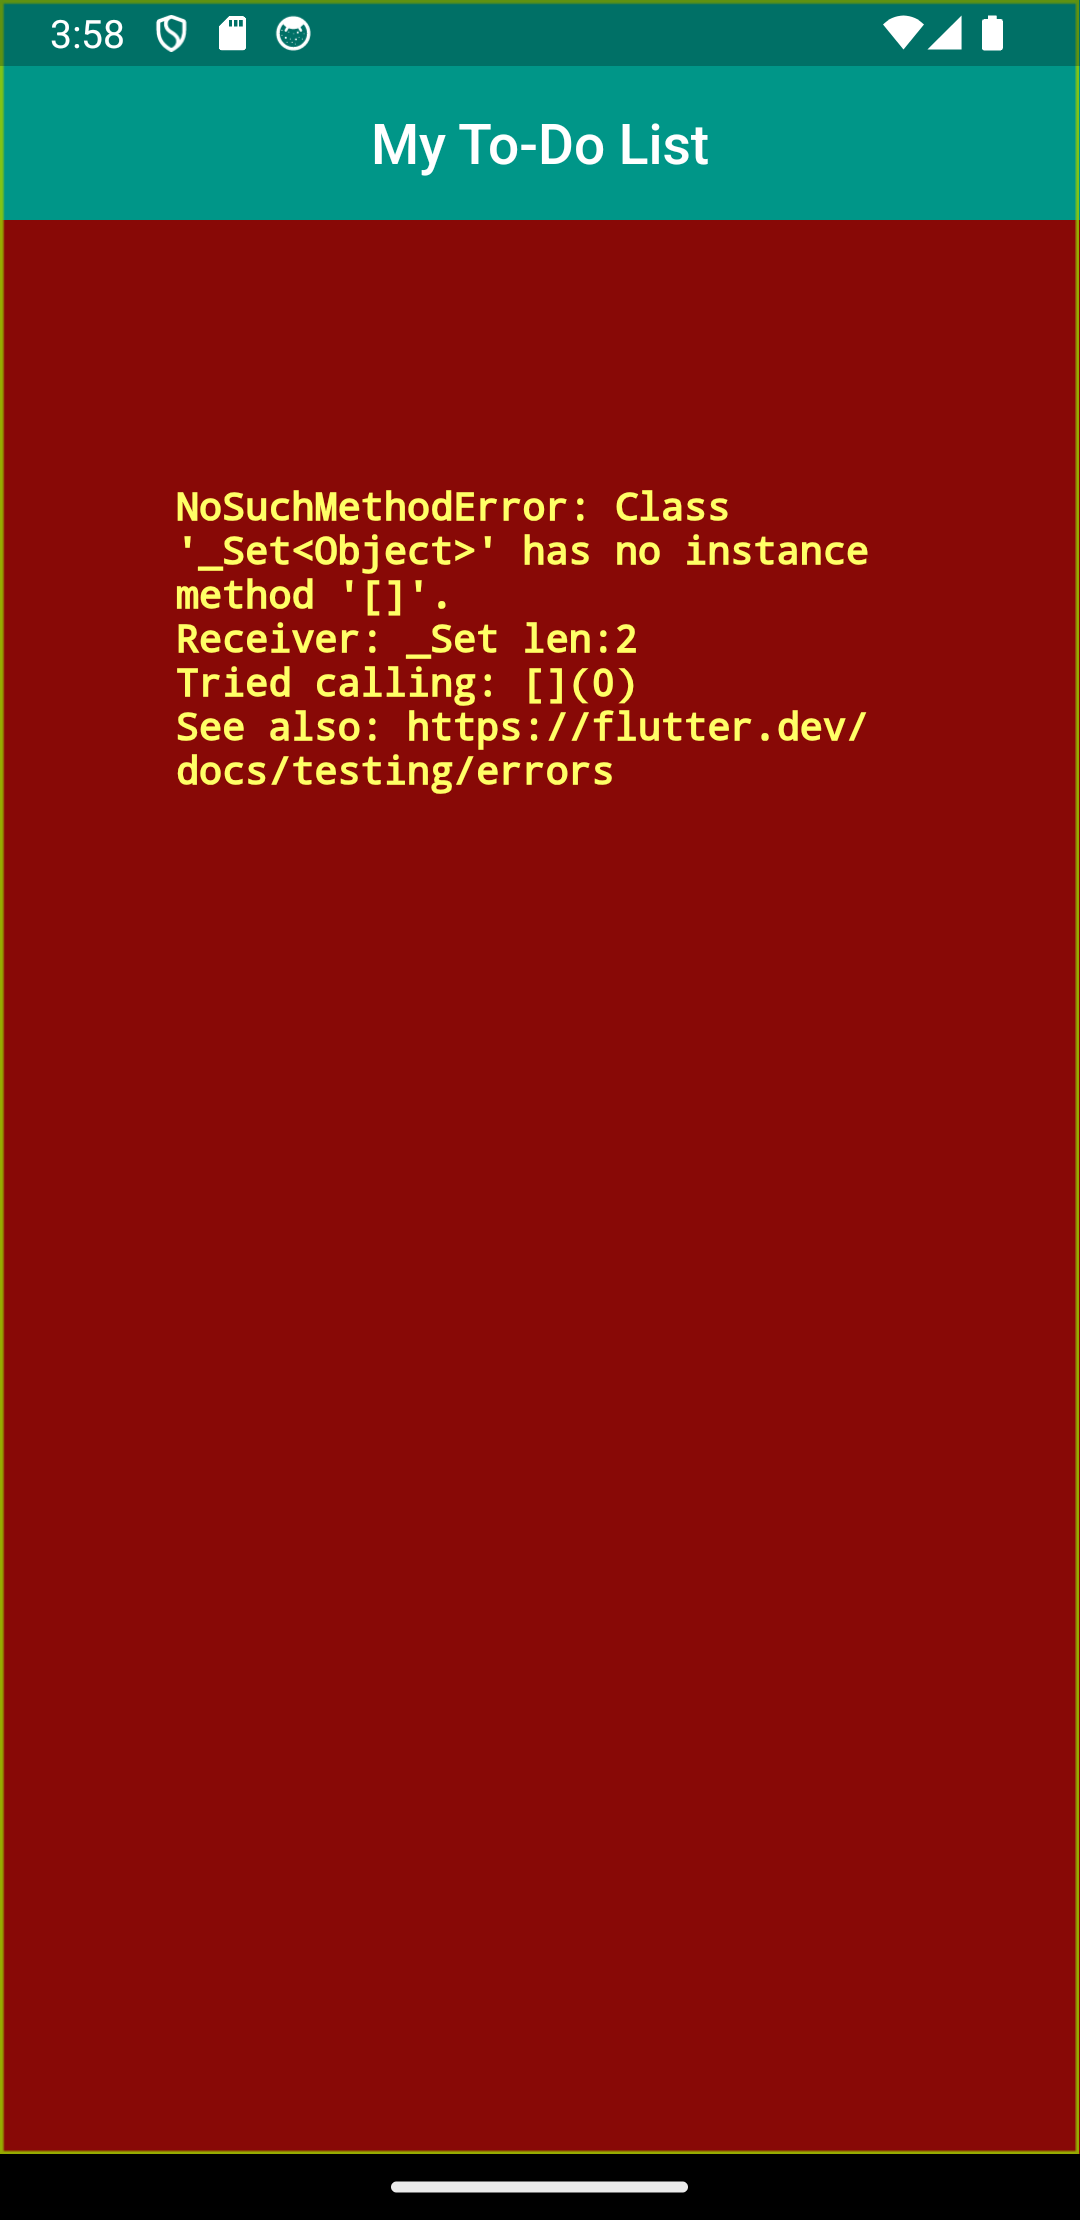 3:58
My To-Do List
NoSuchMethodError: Class
'_Set<Object>' has no instance
method '[]'.
Receiver: _Set len:2
Tried calling: [](0)
See also: https://flutter.dev/
docs/testing/errors